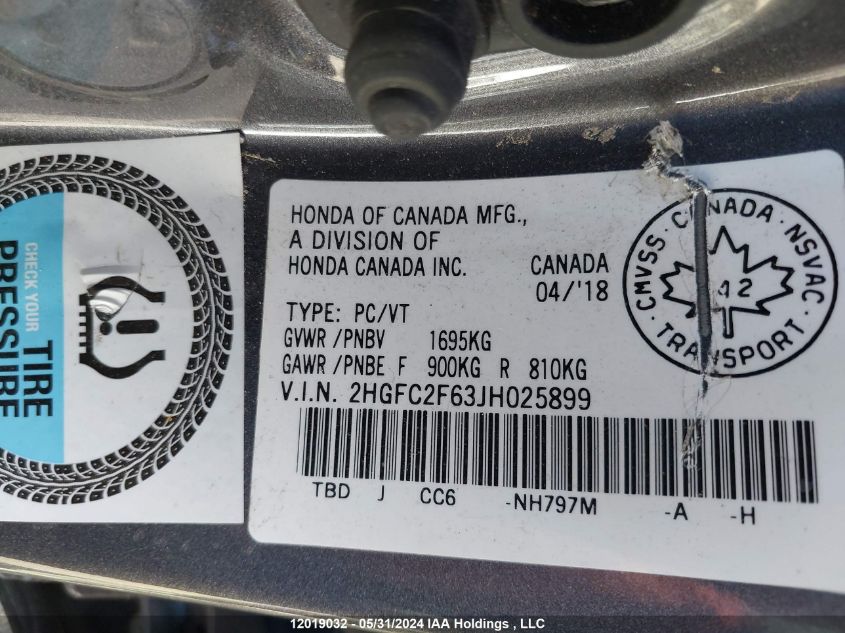 HONDA OF CANADA MFG.,
A DIVISION OF
HONDA CANADA INC. CANADA
04/'18
TYPE: PC/VT
GVWR /PNBV 1695KG
GAWR /PNBE F 900KG R 810KG
V.I.N. 2HGFC2F63JH025899
TBD J CC6 -NH797M -A -H
CMVSS · CANADA · NSVAC ·
42
TRANSPORT
CHECK YOUR
TIRE
PRESSURE
12019032 - 05/31/2024 IAA Holdings , LLC